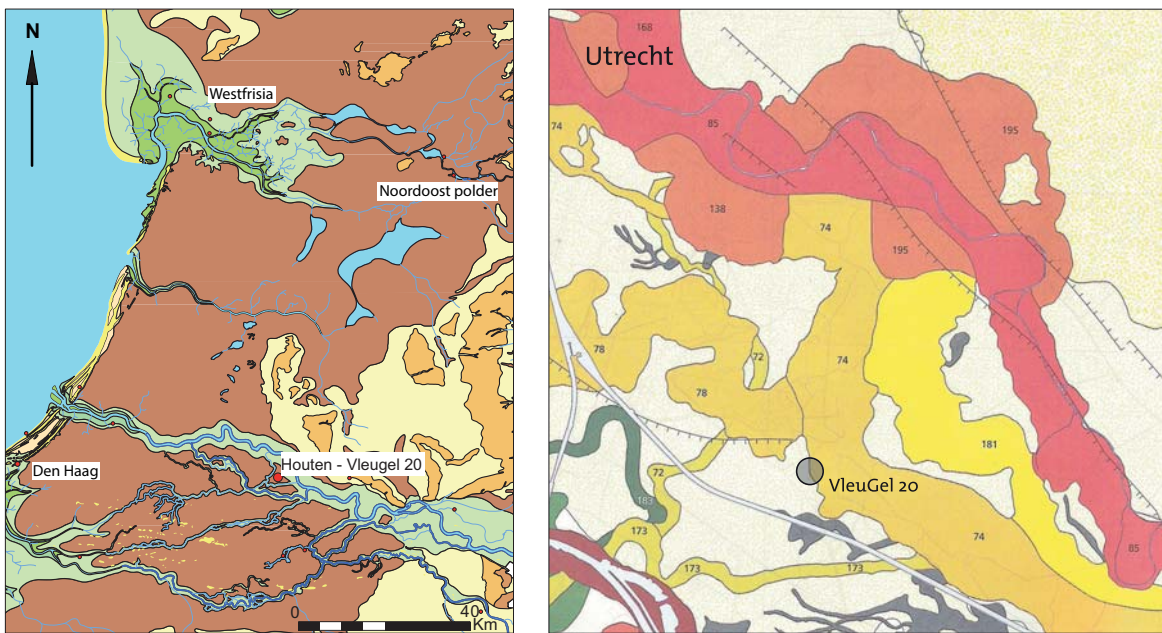 N
Westfrisia
Noordoost polder
Den Haag
Houten - Vleugel 20
0
40
Km
168
Utrecht
74
85
195
138
74
195
78
72
74
78
181
72
VleuGel 20
183
173
74
173
173
85